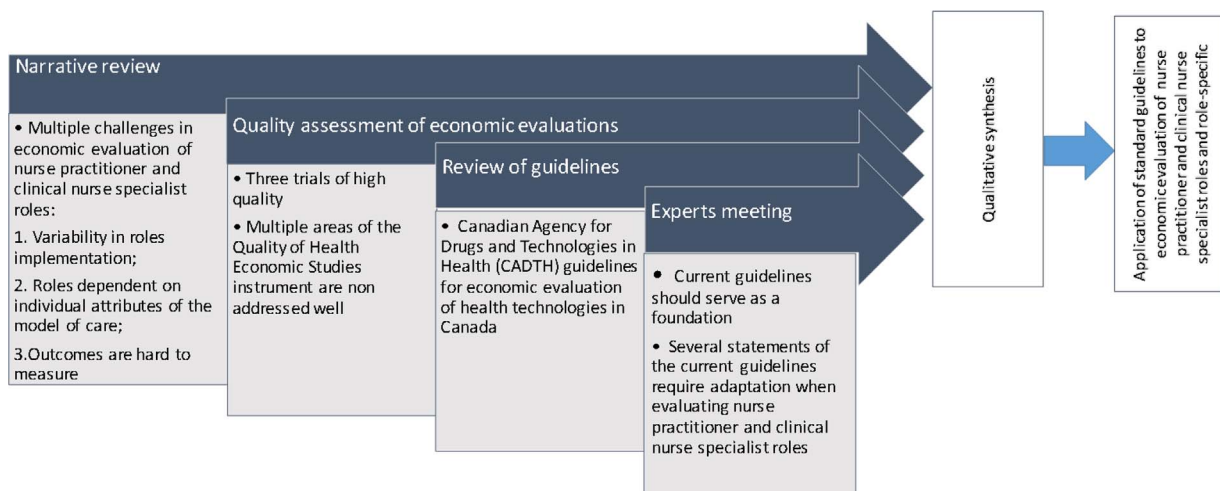 Narrative review
• Multiple challenges in
economic evaluation of
nurse practitioner and
clinical nurse specialist
roles:
1. Variability in roles
implementation;
2. Roles dependent on
individual attributes of the
model of care;
3.Outcomes are hard to
measure
Quality assessment of economic evaluations
• Three trials of high
quality
• Multiple areas of the
Quality of Health
Economic Studies
instrument are non
addressed well
Review of guidelines
• Canadian Agency for
Drugs and Technologies in
Health (CADTH) guidelines
for economic evaluation
of health technologies in
Canada
Experts meeting
• Current guidelines
should serve as a
foundation
• Several statements of
the current guidelines
require adaptation when
evaluating nurse
practitioner and clinical
nurse specialist roles
Qualitative synthesis
Application of standard guidelines to
economic evaluation of nurse
practitioner and clinical nurse
specialist roles and role-specific